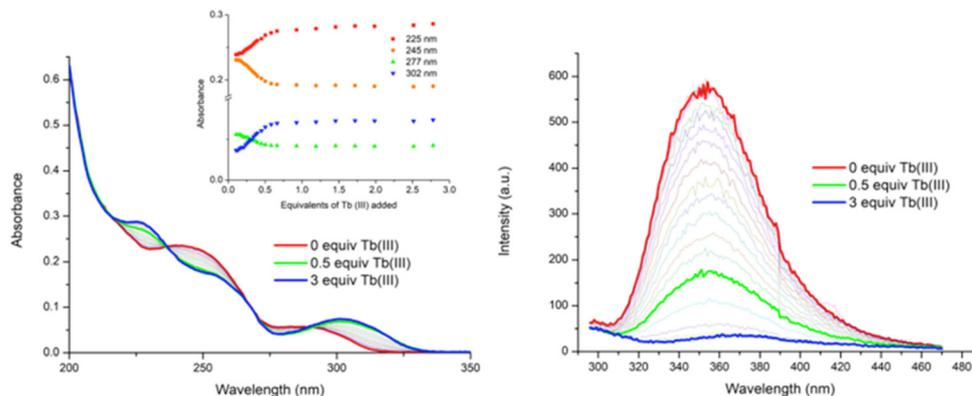 0.3
0.2
0.1
0.0
Absorbance
225 nm
245 nm
277 nm
302 nm
0.0 0.5 1.0 1.5 2.0 2.5 3.0
Equivalents of Tb (III) added
0.6
0.5
0.4
0.3
0.2
0.1
0.0
Absorbance
0 equiv Tb(III)
0.5 equiv Tb(III)
3 equiv Tb(III)
200 250 300 350
Wavelength (nm)
600
500
400
300
200
100
0
Intensity (a.u.)
0 equiv Tb(III)
0.5 equiv Tb(III)
3 equiv Tb(III)
300 320 340 360 380 400 420 440 460 480
Wavelength (nm)